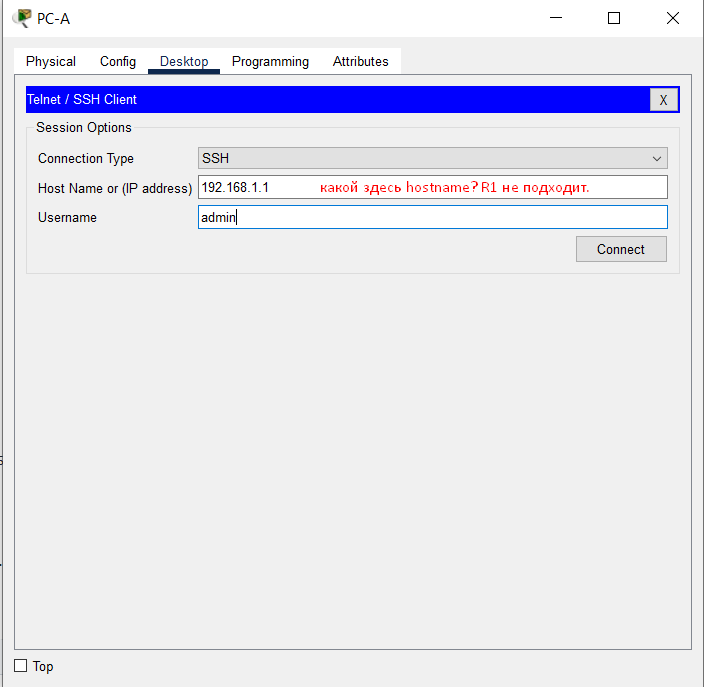 PC-A
Physical Config Desktop Programming Attributes
Telnet / SSH Client X
Session Options
Connection Type SSH
Host Name or (IP address) 192.168.1.1 какой здесь hostname? R1 не подходит.
Username admin
Connect
Top